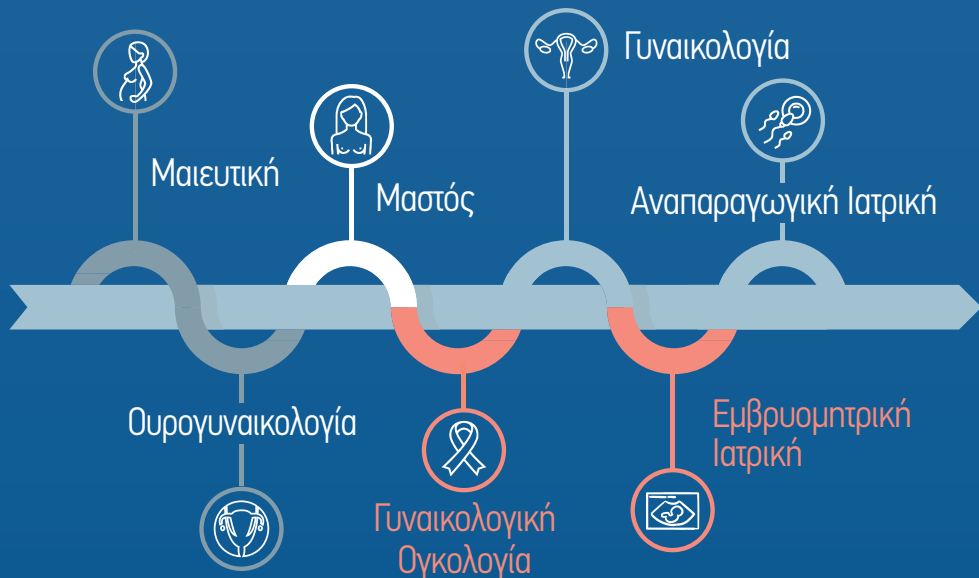 Γυναικολογία
Μαιευτική
Μαστός
Αναπαραγωγική Ιατρική
Ουρογυναικολογία
Εμβρυομητρική
Ιατρική
Γυναικολογική
Ογκολογία